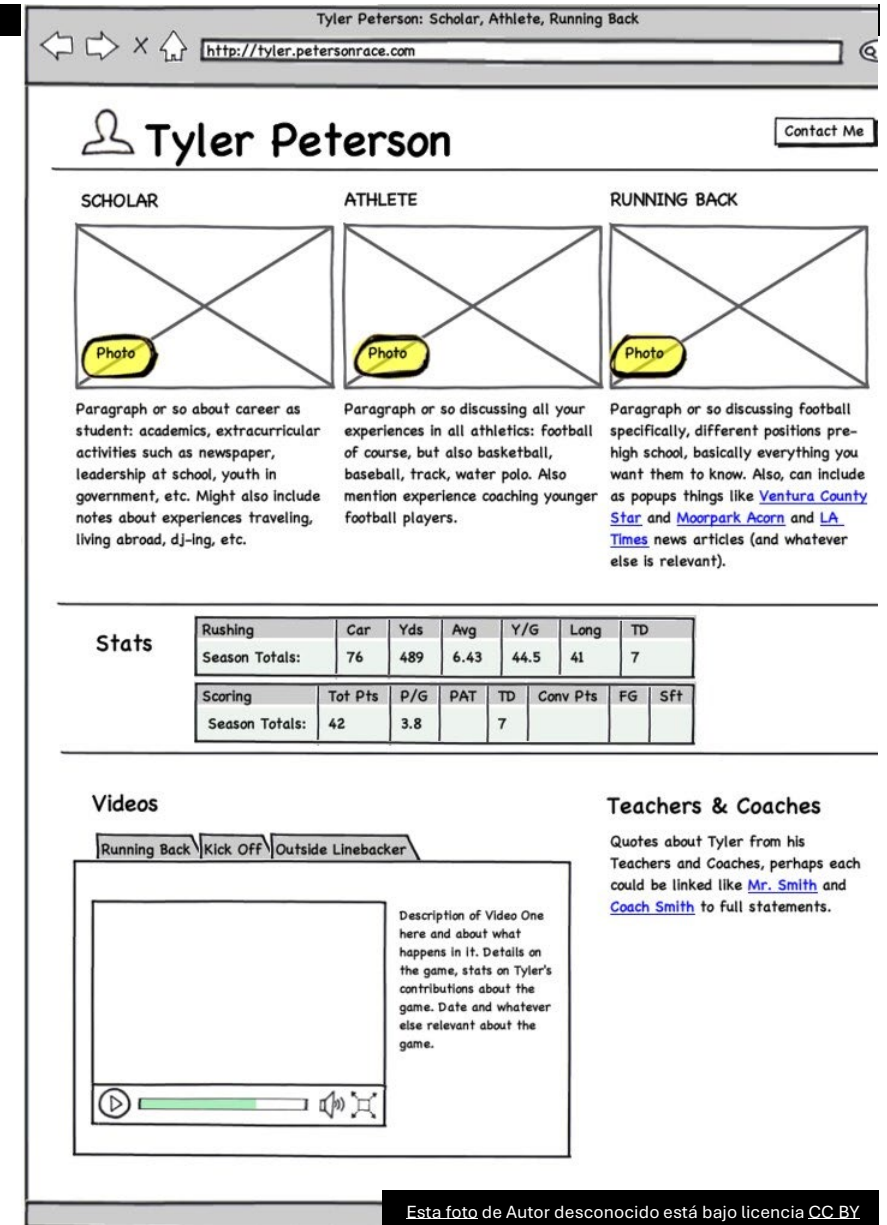 Tyler Peterson: Scholar, Athlete, Running Back
http://tyler.petersonrace.com
Tyler Peterson
Contact Me
SCHOLAR
Photo
Paragraph or so about career as
student: academics, extracurricular
activities such as newspaper,
leadership at school, youth in
government, etc. Might also include
notes about experiences traveling,
living abroad, dj-ing, etc.
ATHLETE
Photo
Paragraph or so discussing all your
experiences in all athletics: football
of course, but also basketball,
baseball, track, water polo. Also
mention experience coaching younger
football players.
RUNNING BACK
Photo
Paragraph or so discussing football
specifically, different positions pre-
high school, basically everything you
want them to know. Also, can include
as popups things like Ventura County
Star and Moorpark Acorn and LA
Times news articles (and whatever
else is relevant).
Stats
Rushing Car Yds Avg Y/G Long TD
Season Totals: 76 489 6.43 44.5 41 7
Scoring Tot Pts P/G PAT TD Conv Pts FG Sft
Season Totals: 42 3.8 7
Videos
Running Back Kick Off Outside Linebacker
Description of Video One
here and about what
happens in it. Details on
the game, stats on Tyler's
contributions about the
game. Date and whatever
else relevant about the
game.
Teachers & Coaches
Quotes about Tyler from his
Teachers and Coaches, perhaps each
could be linked like Mr. Smith and
Coach Smith to full statements.
Esta foto de Autor desconocido está bajo licencia CC BY